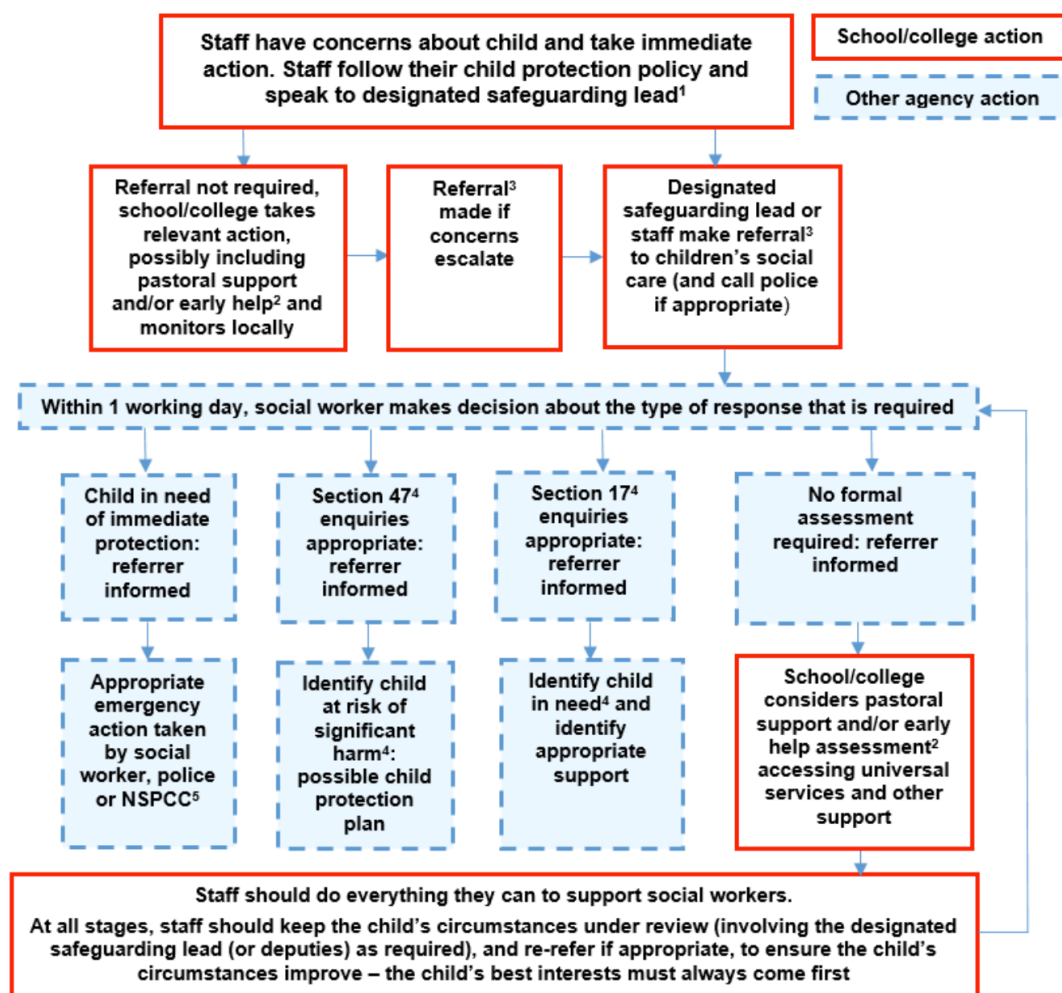 Staff have concerns about child and take immediate
action. Staff follow their child protection policy and
speak to designated safeguarding lead¹
School/college action
Other agency action
Referral not required,
school/college takes
relevant action,
possibly including
pastoral support
and/or early help² and
monitors locally
Referral³
made if
concerns
escalate
Designated
safeguarding lead or
staff make referral³
to children's social
care (and call police
if appropriate)
Within 1 working day, social worker makes decision about the type of response that is required
Child in need
of immediate
protection:
referrer
informed
Section 47⁴
enquiries
appropriate:
referrer
informed
Section 17⁴
enquiries
appropriate:
referrer
informed
No formal
assessment
required: referrer
informed
Appropriate
emergency
action taken
by social
worker, police
or NSPCC⁵
Identify child
at risk of
significant
harm⁴:
possible child
protection
plan
Identify child
in need⁴ and
identify
appropriate
support
School/college
considers pastoral
support and/or early
help assessment²
accessing universal
services and other
support
Staff should do everything they can to support social workers.
At all stages, staff should keep the child's circumstances under review (involving the designated
safeguarding lead (or deputies) as required), and re-refer if appropriate, to ensure the child's
circumstances improve – the child's best interests must always come first